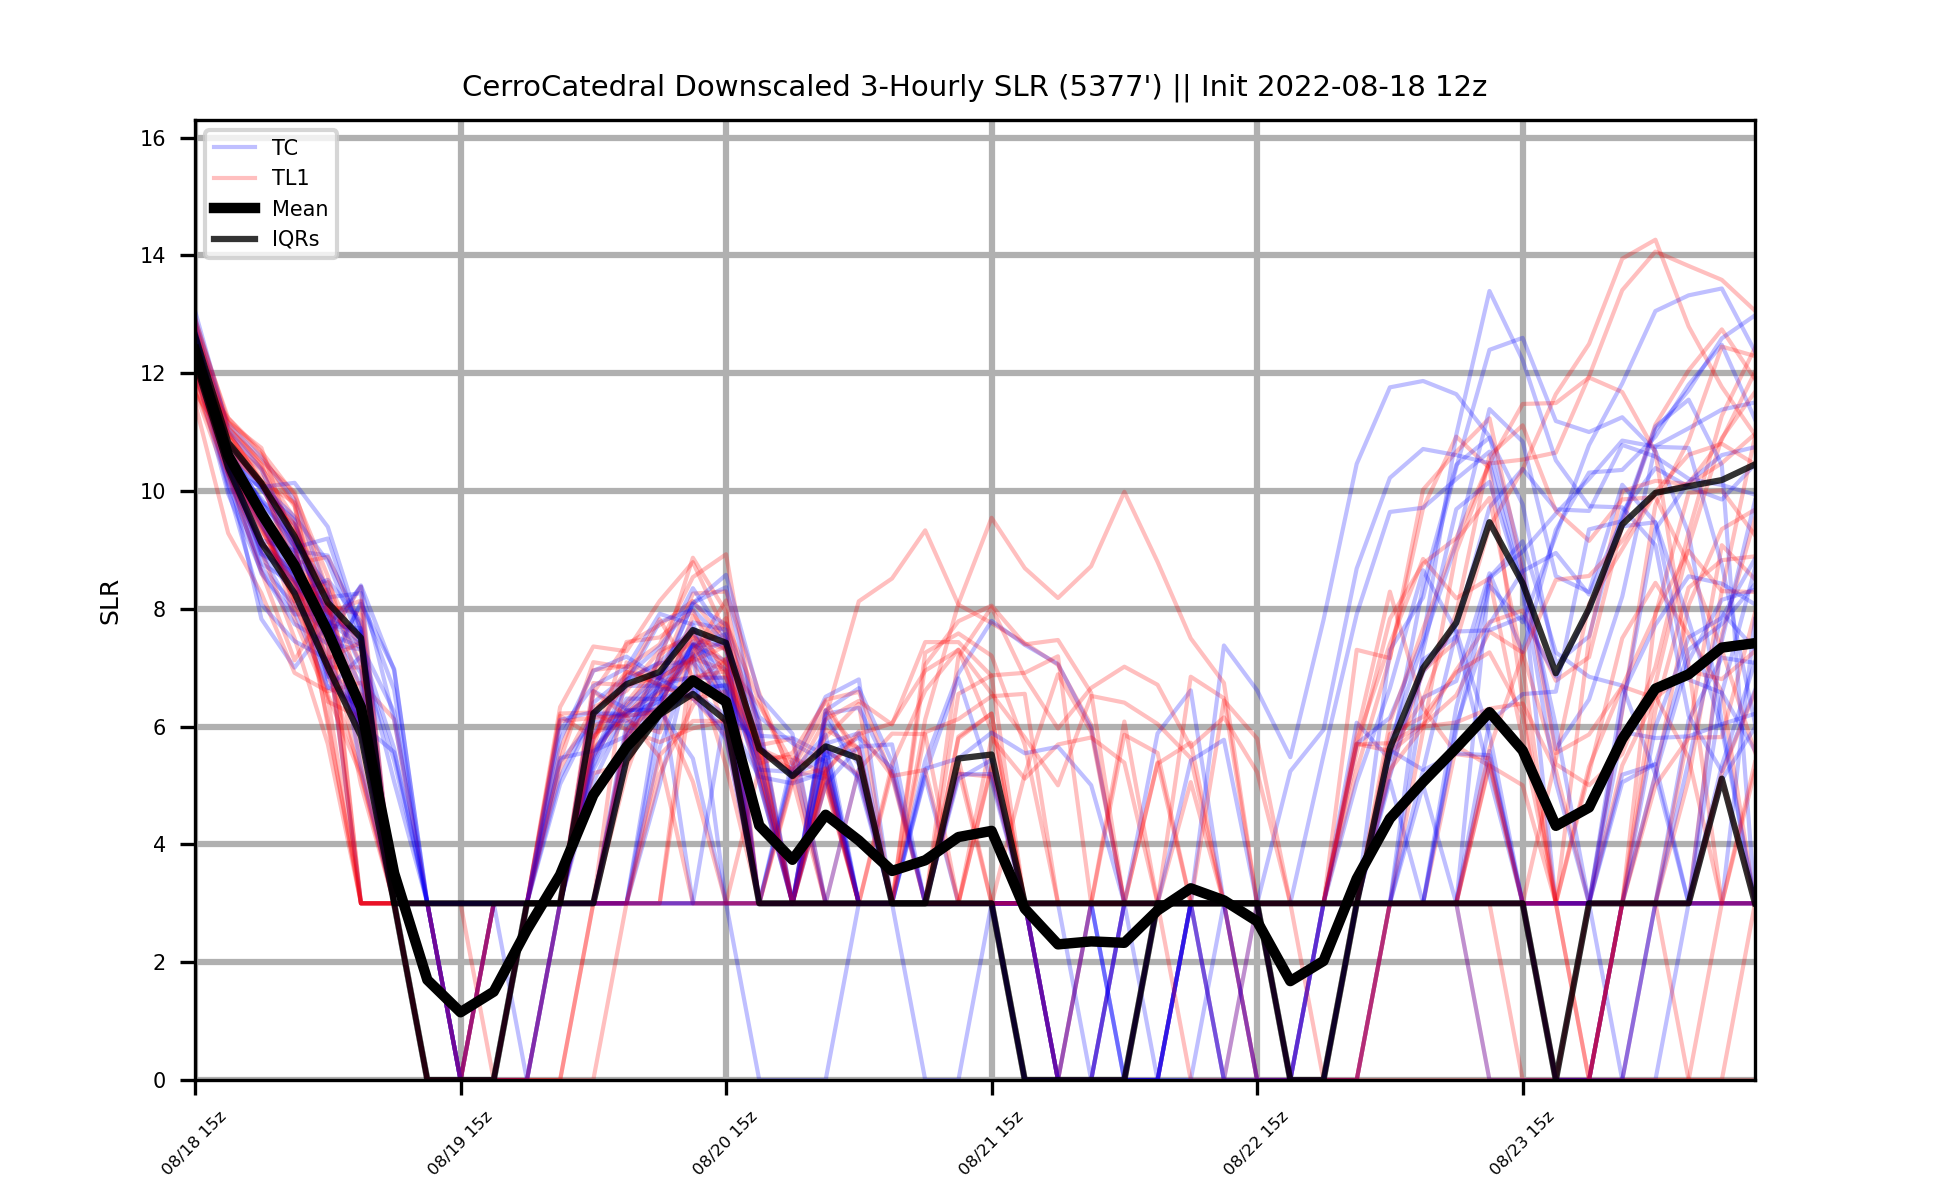 CerroCatedral Downscaled 3-Hourly SLR (5377') || Init 2022-08-18 12z
TC
TL1
Mean
IQRs
SLR
16
14
12
10
8
6
4
2
0
08/18 15z
08/19 15z
08/20 15z
08/21 15z
08/22 15z
08/23 15z